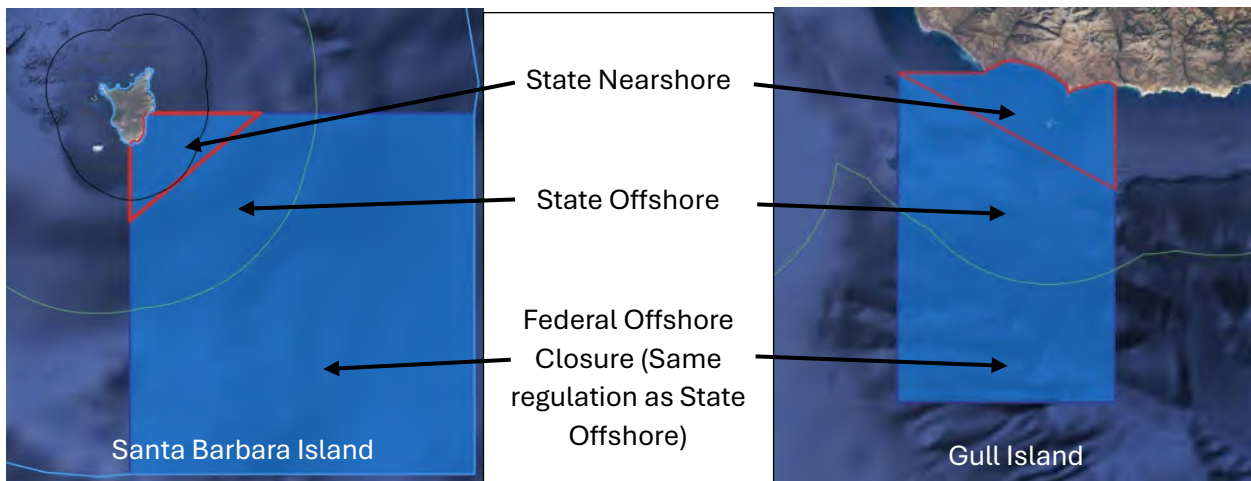 State Nearshore
State Offshore
Federal Offshore
Closure (Same
regulation as State
Offshore)
Santa Barbara Island
Gull Island